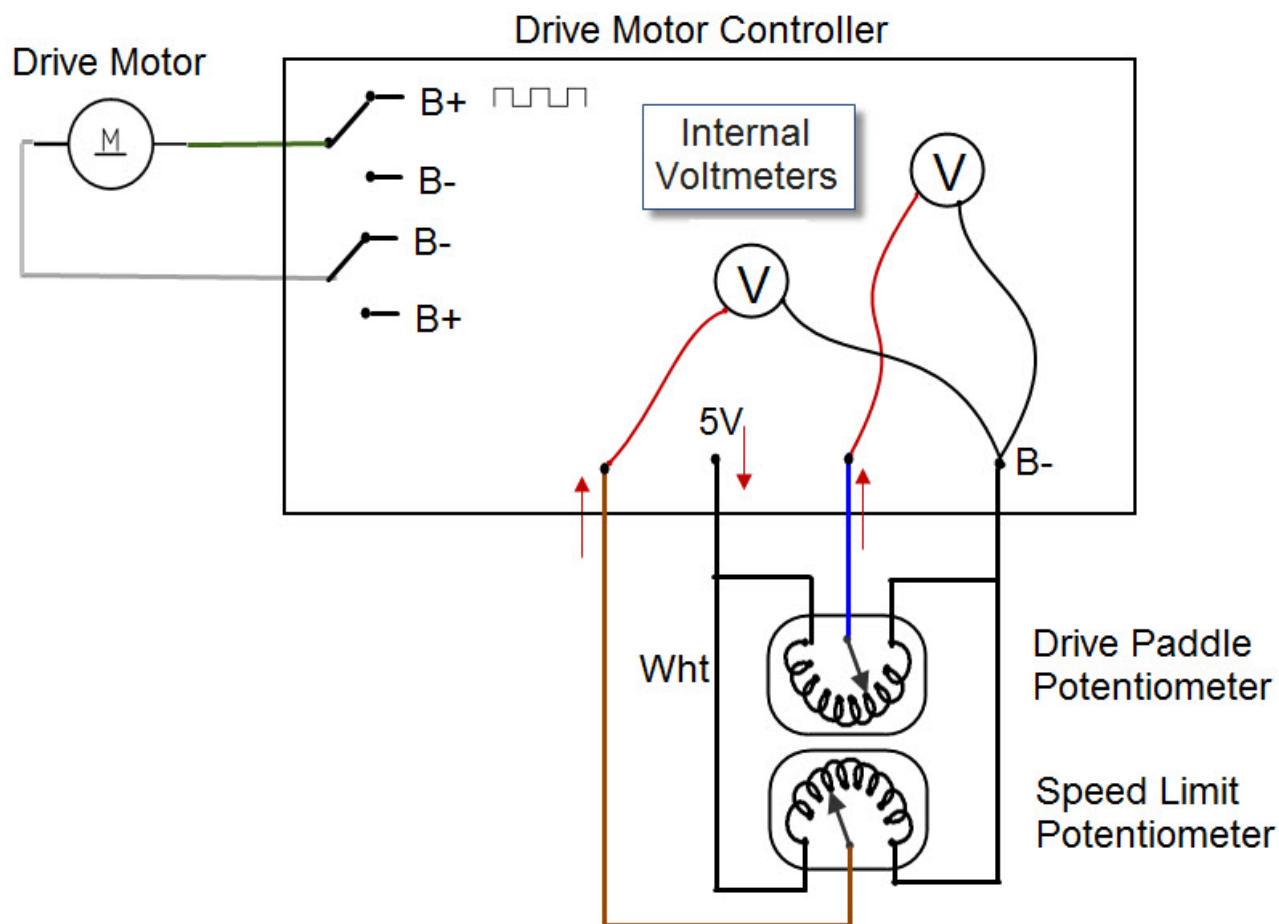 Drive Motor Controller
Drive Motor
M
B+
B-
B-
B+
Internal
Voltmeters
V
V
5V
B-
Wht
Drive Paddle
Potentiometer
Speed Limit
Potentiometer